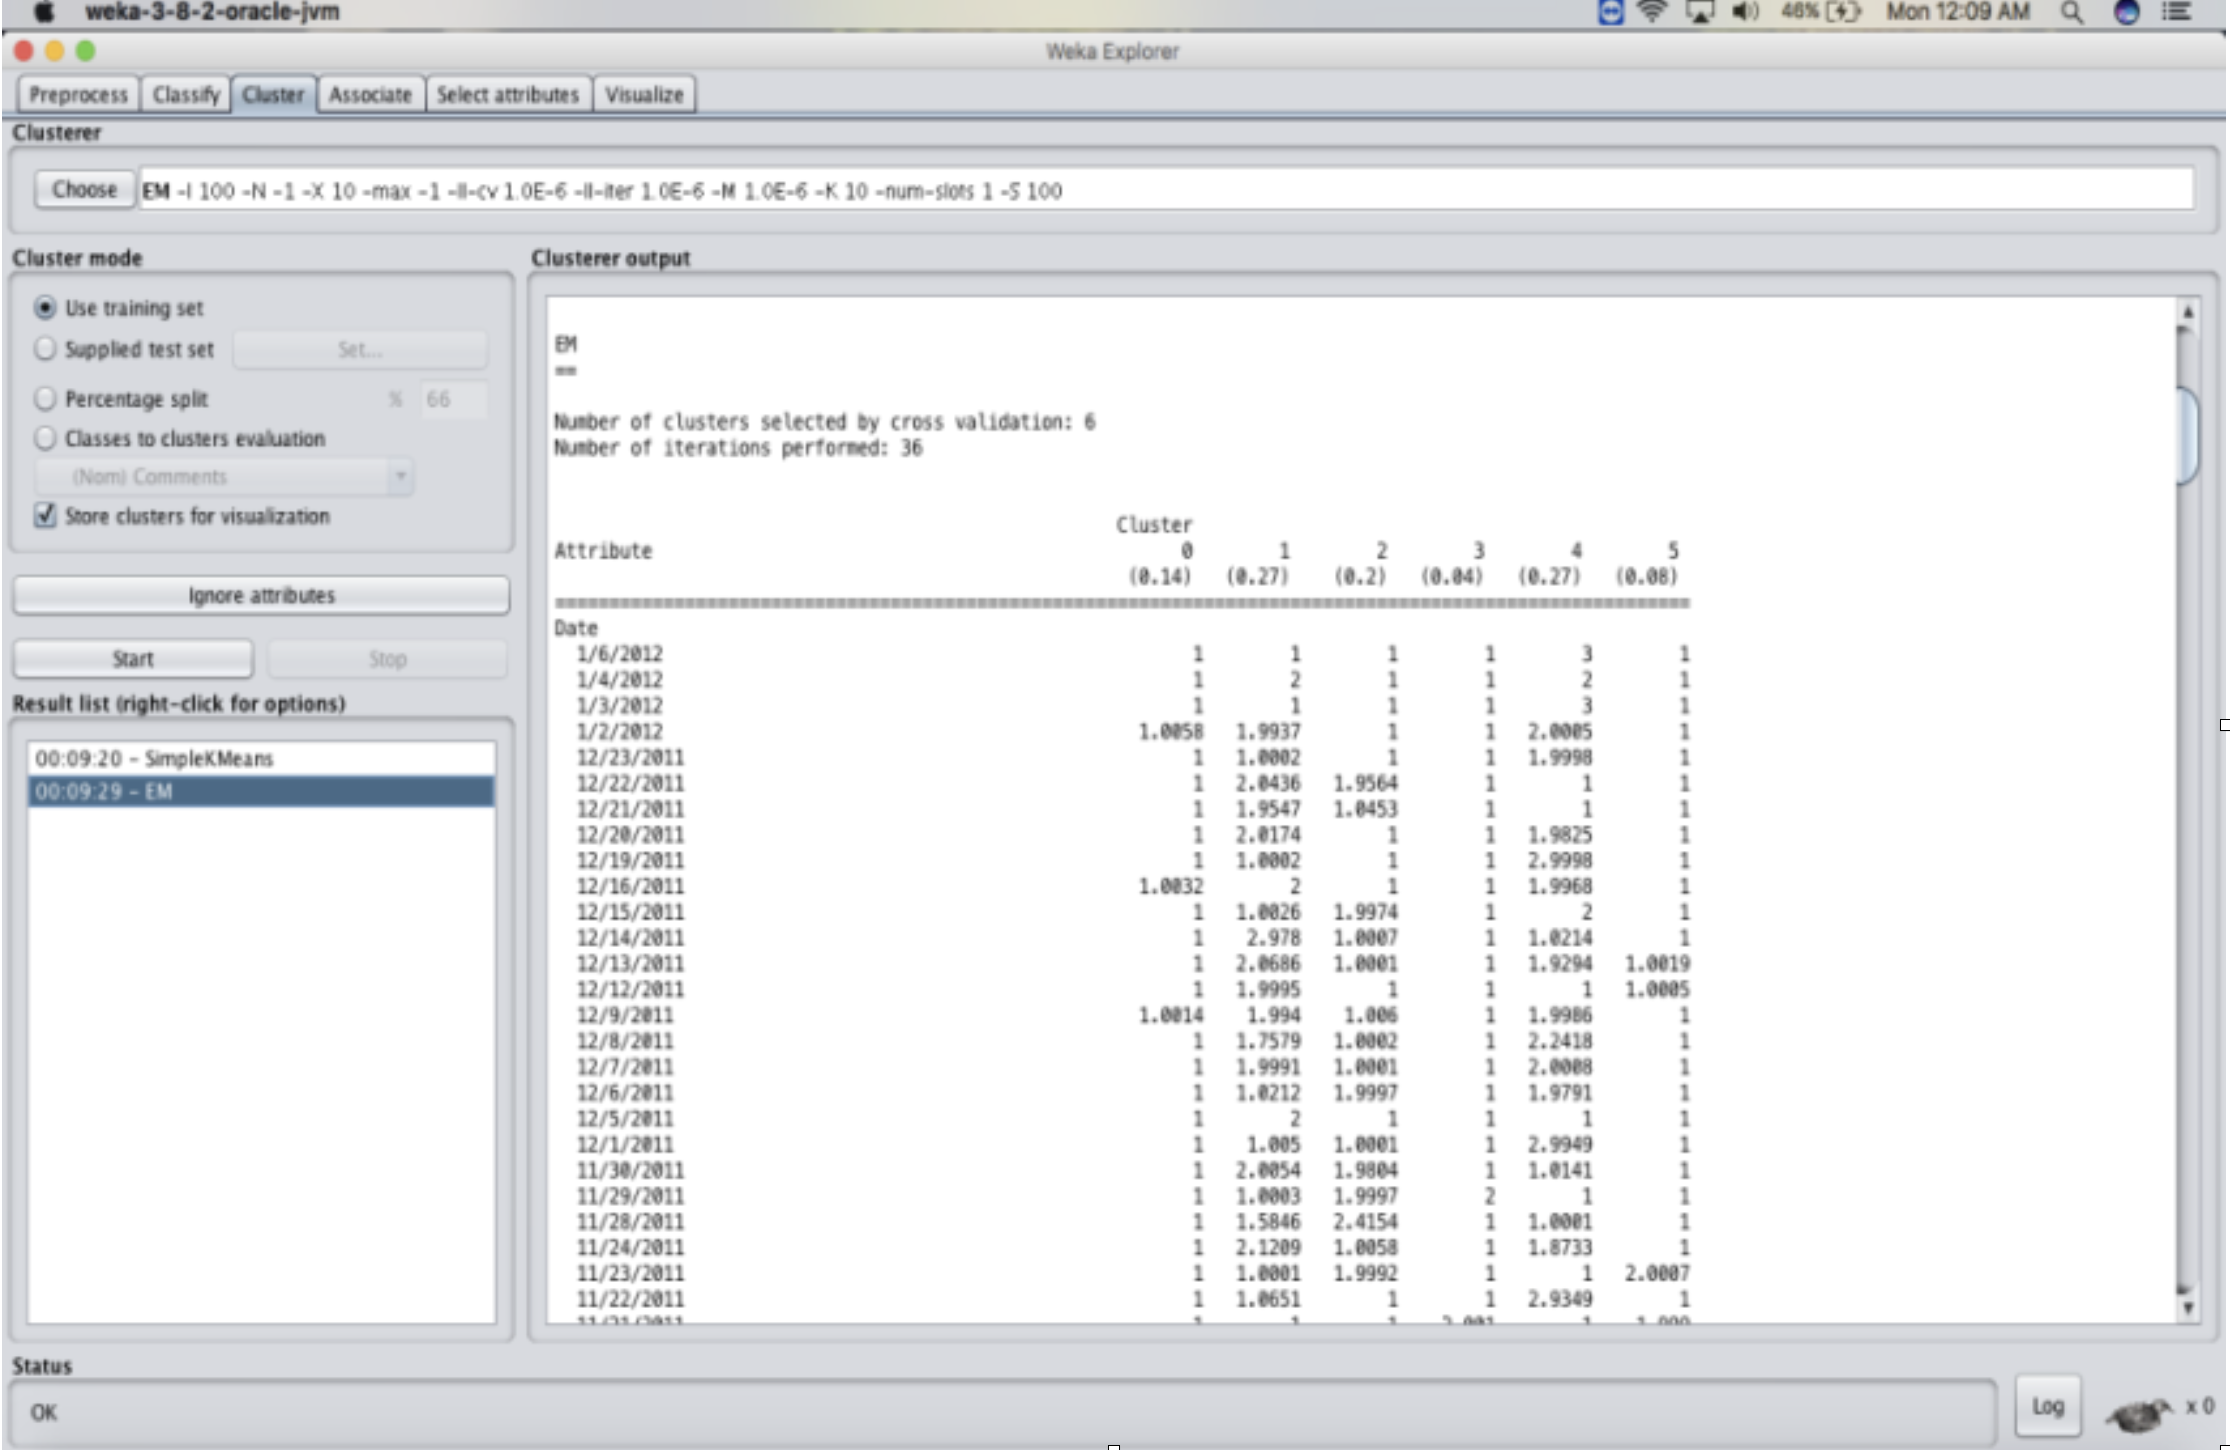 weka-3-8-2-oracle-jvm 46% Mon 12:09 AM
Weka Explorer
Preprocess Classify Cluster Associate Select attributes Visualize
Clusterer
Choose EM -I 100 -N -1 -X 10 -max -1 -ll-cv 1.0E-6 -ll-iter 1.0E-6 -M 1.0E-6 -K 10 -num-slots 1 -S 100
Cluster mode
Use training set
Supplied test set Set...
Percentage split % 66
Classes to clusters evaluation
(Nom) Comments
Store clusters for visualization
Ignore attributes
Start Stop
Result list (right-click for options)
00:09:20 - SimpleKMeans
00:09:29 - EM
Clusterer output
EM
==
Number of clusters selected by cross validation: 6
Number of iterations performed: 36
Cluster
Attribute 0 1 2 3 4 5
(0.14) (0.27) (0.2) (0.04) (0.27) (0.08)
Date
1/6/2012 1 1 1 1 3 1
1/4/2012 1 2 1 1 2 1
1/3/2012 1 1 1 1 3 1
1/2/2012 1.0058 1.9937 1 1 2.0005 1
12/23/2011 1 1.0002 1 1 1.9998 1
12/22/2011 1 2.0436 1.9564 1 1 1
12/21/2011 1 1.9547 1.0453 1 1 1
12/20/2011 1 2.0174 1 1 1.9825 1
12/19/2011 1 1.0002 1 1 2.9998 1
12/16/2011 1.0032 2 1 1 1.9968 1
12/15/2011 1 1.0026 1.9974 1 2 1
12/14/2011 1 2.978 1.0007 1 1.0214 1
12/13/2011 1 2.0686 1.0001 1 1.9294 1.0019
12/12/2011 1 1.9995 1 1 1 1.0005
12/9/2011 1.0014 1.994 1.006 1 1.9986 1
12/8/2011 1 1.7579 1.0002 1 2.2418 1
12/7/2011 1 1.9991 1.0001 1 2.0008 1
12/6/2011 1 1.0212 1.9997 1 1.9791 1
12/5/2011 1 2 1 1 1 1
12/1/2011 1 1.005 1.0001 1 2.9949 1
11/30/2011 1 2.0054 1.9804 1 1.0141 1
11/29/2011 1 1.0003 1.9997 2 1 1
11/28/2011 1 1.5846 2.4154 1 1.0001 1
11/24/2011 1 2.1209 1.0058 1 1.8733 1
11/23/2011 1 1.0001 1.9992 1 1 2.0007
11/22/2011 1 1.0651 1 1 2.9349 1
11/21/2011 1 1 1 2.001 1 1.999
Status
OK
Log x 0